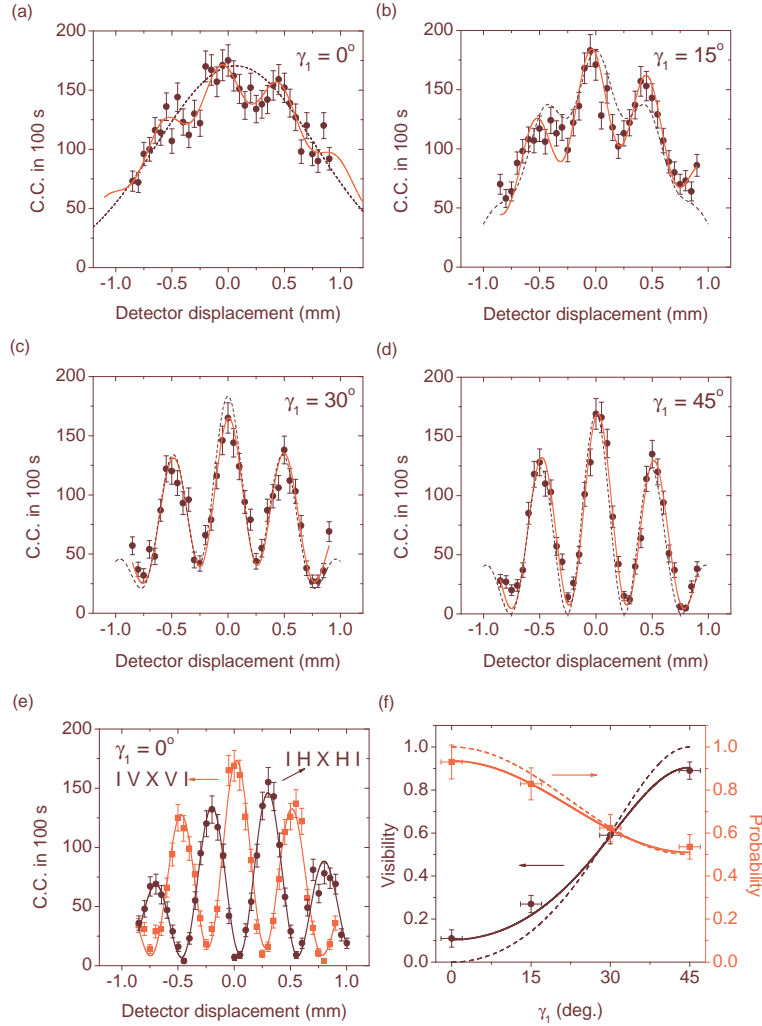 (a)
γ1 = 0°
200
150
100
50
0
-1.0 -0.5 0.0 0.5 1.0
C.C. in 100 s
Detector displacement (mm)
(b)
γ1 = 15°
200
150
100
50
0
-1.0 -0.5 0.0 0.5 1.0
C.C. in 100 s
Detector displacement (mm)
(c)
γ1 = 30°
200
150
100
50
0
-1.0 -0.5 0.0 0.5 1.0
C.C. in 100 s
Detector displacement (mm)
(d)
γ1 = 45°
200
150
100
50
0
-1.0 -0.5 0.0 0.5 1.0
C.C. in 100 s
Detector displacement (mm)
(e)
γ1 = 0°
I V X V I
I H X H I
200
150
100
50
0
-1.0 -0.5 0.0 0.5 1.0
C.C. in 100 s
Detector displacement (mm)
(f)
1.0
0.8
0.6
0.4
0.2
0.0
Visibility
1.0
0.8
0.6
0.4
0.2
0.0
Probability
0 15 30 45
γ1 (deg.)